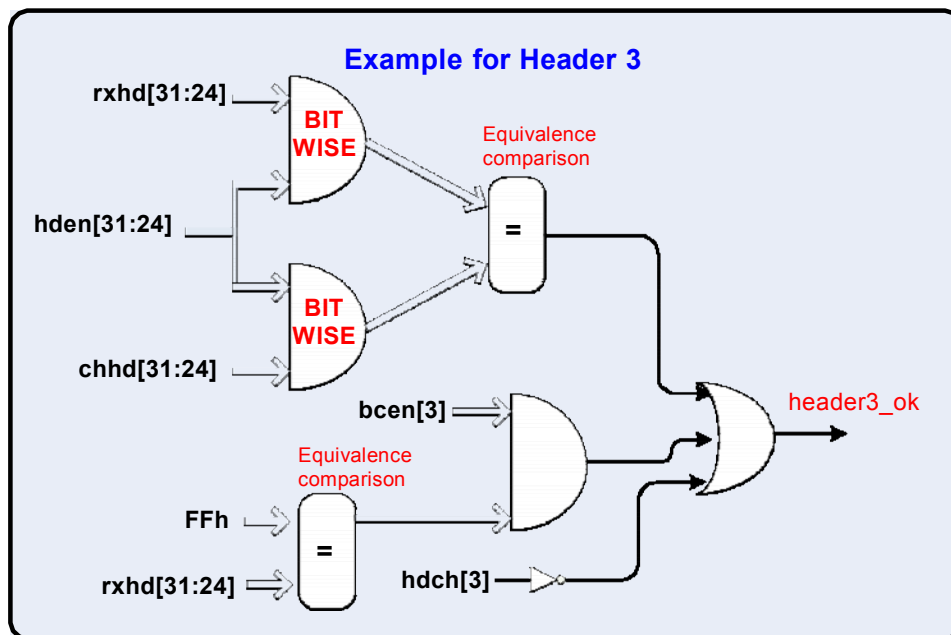 Example for Header 3
rxhd[31:24]
BIT
WISE
Equivalence
comparison
hden[31:24]
=
BIT
WISE
chhd[31:24]
bcen[3]
header3_ok
Equivalence
comparison
FFh
=
rxhd[31:24]
hdch[3]